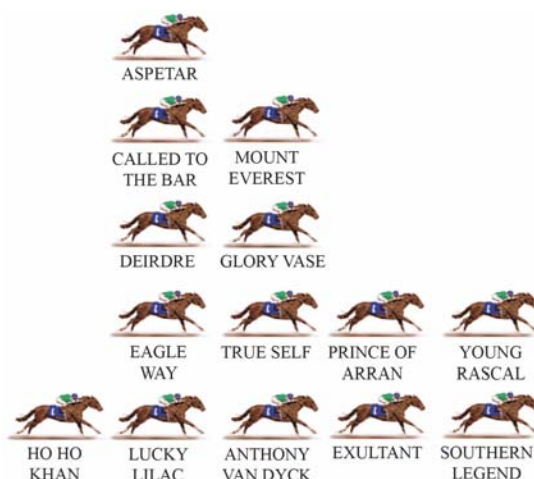 ASPETAR
CALLED TO
THE BAR
MOUNT
EVEREST
DEIRDRE
GLORY VASE
EAGLE
WAY
TRUE SELF
PRINCE OF
ARRAN
YOUNG
RASCAL
HO HO
KHAN
LUCKY
LILAC
ANTHONY
VAN DYCK
EXULTANT
SOUTHERN
LEGEND